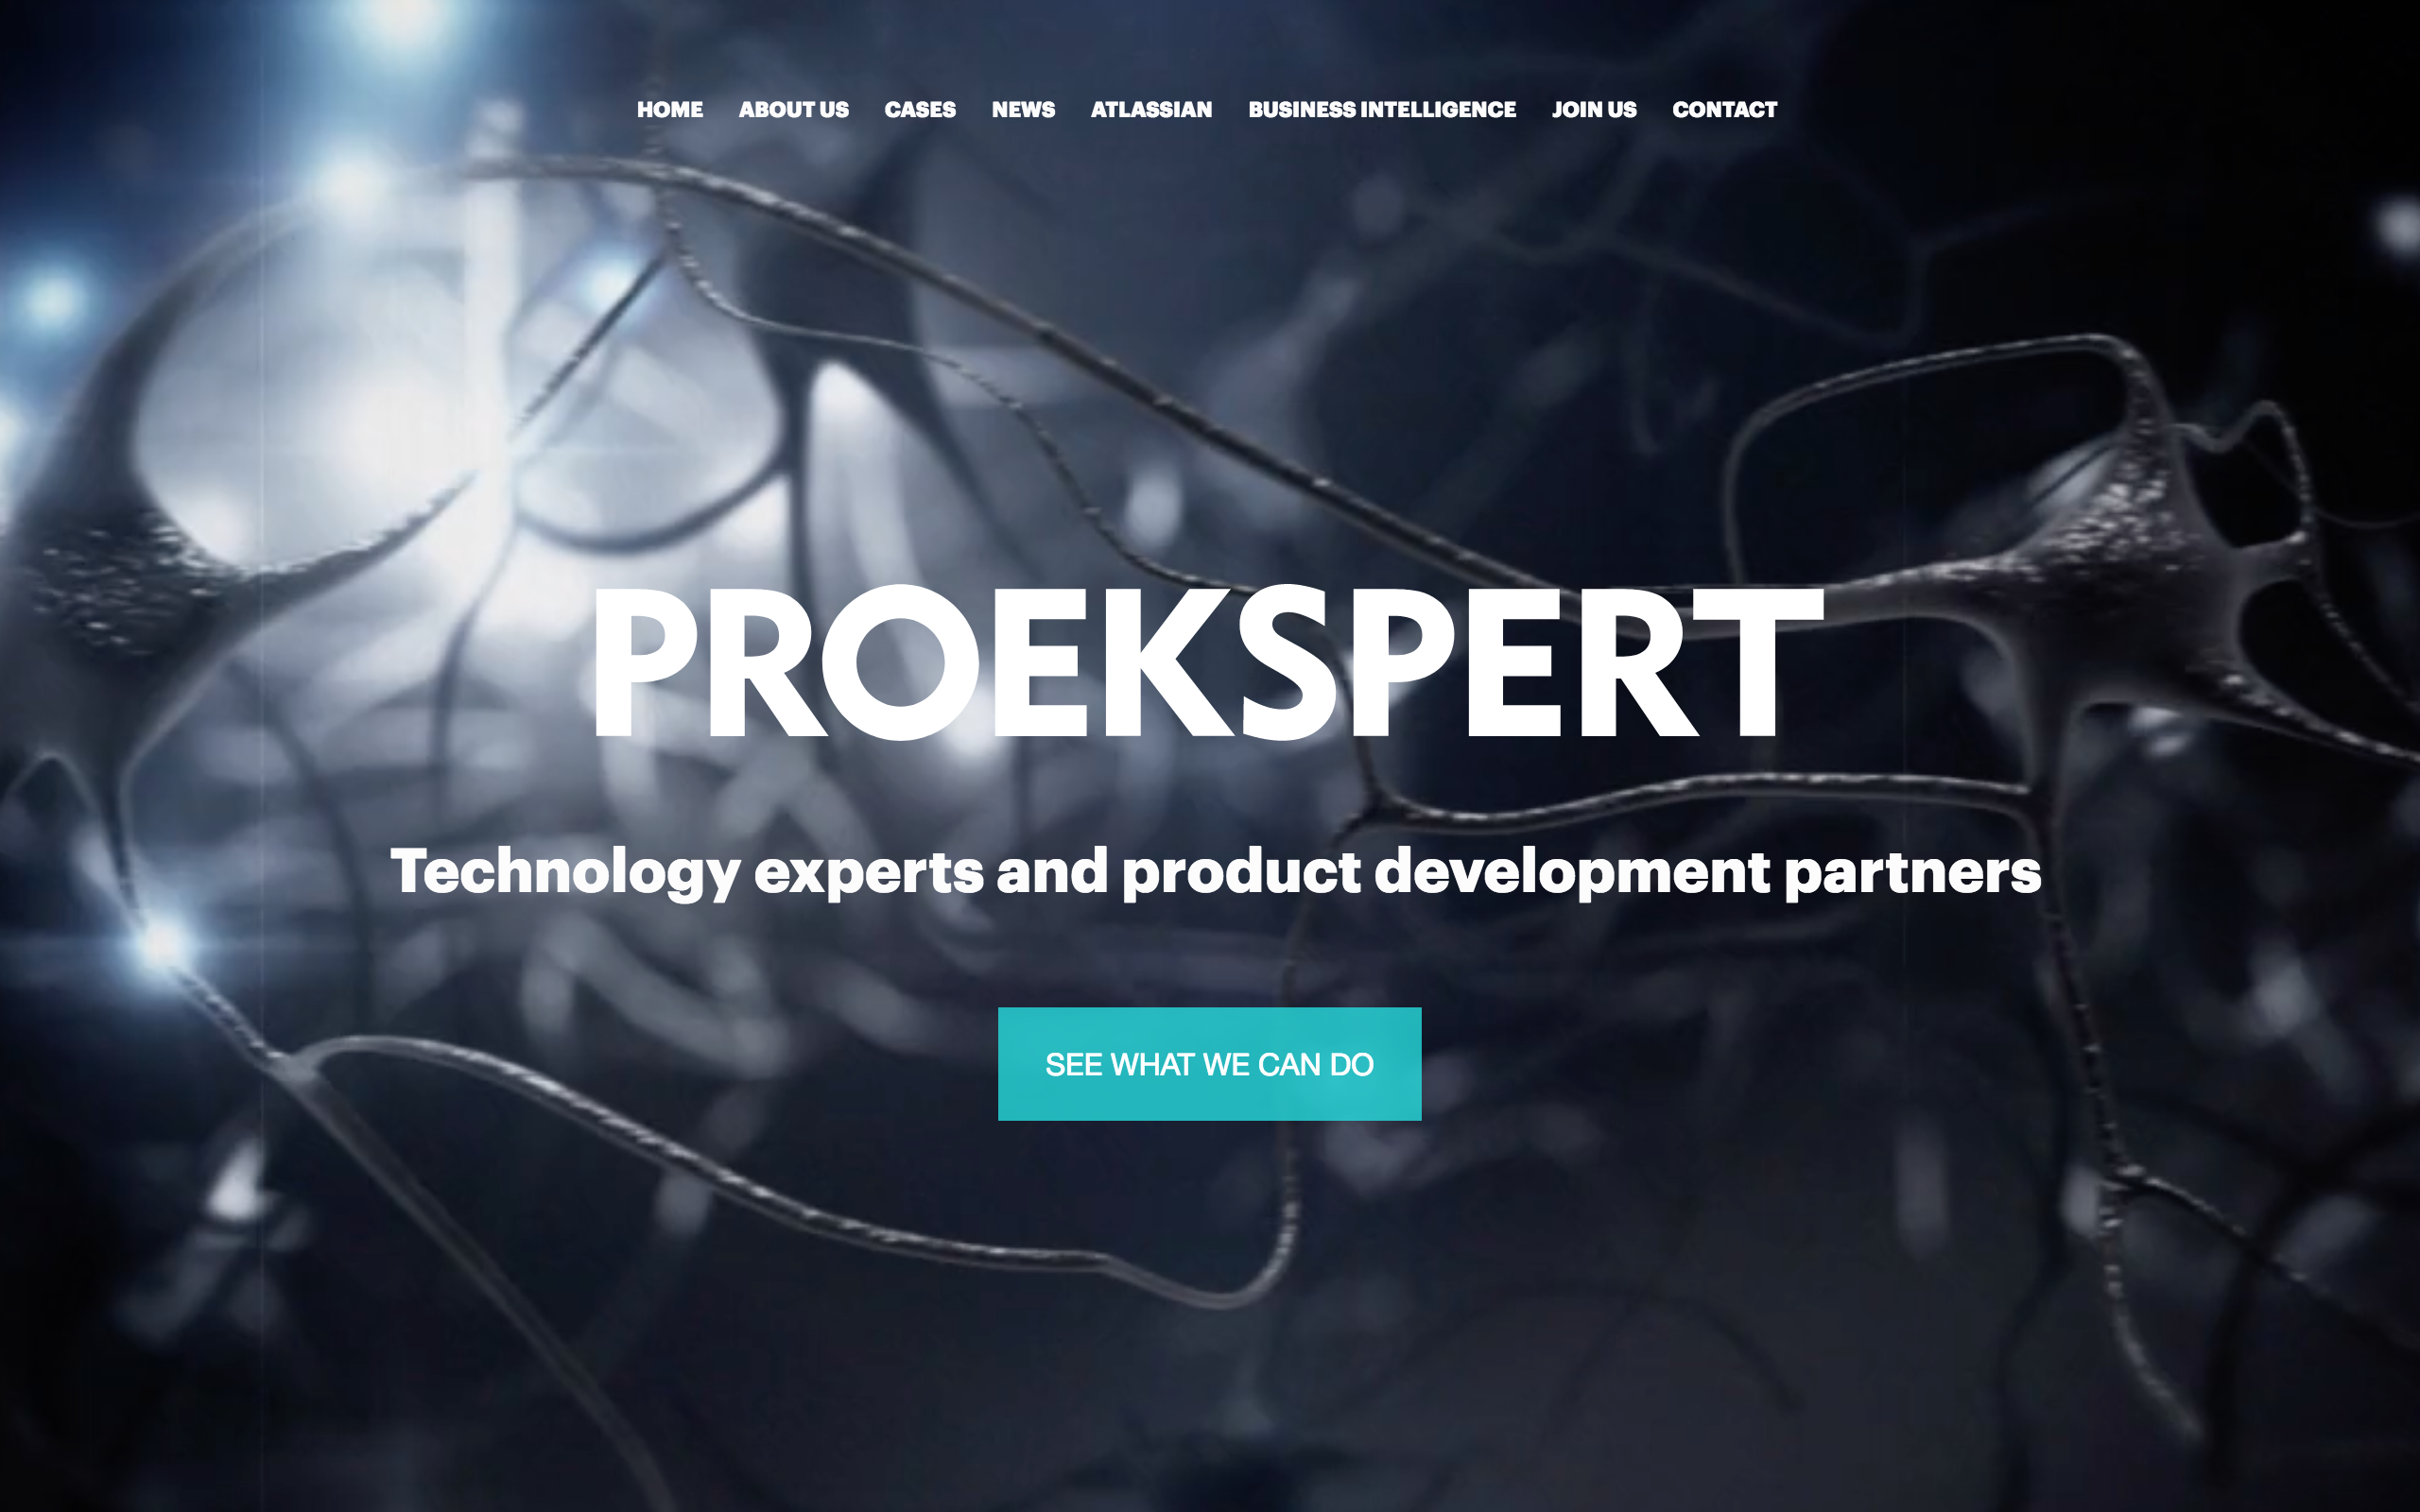 HOME ABOUT US CASES NEWS ATLASSIAN BUSINESS INTELLIGENCE JOIN US CONTACT
PROEKSPERT
Technology experts and product development partners
SEE WHAT WE CAN DO